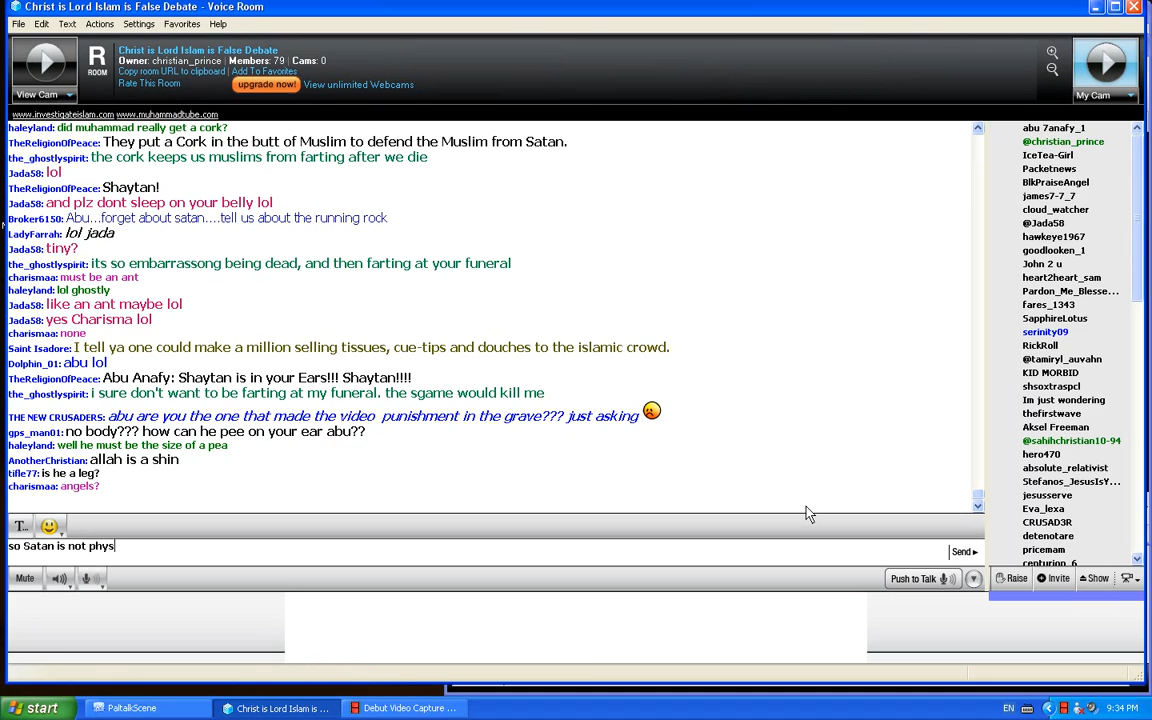 Christ is Lord Islam is False Debate - Voice Room
File Edit Text Actions Settings Favorites Help
View Cam
R
ROOM
Christ is Lord Islam is False Debate
Owner: christian_prince | Members: 79 | Cams: 0
Copy room URL to clipboard | Add To Favorites
Rate This Room
upgrade now! View unlimited Webcams
My Cam
www.investigateislam.com www.muhammadtube.com
haleyland: did muhammad really get a cork?
TheReligionOfPeace: They put a Cork in the butt of Muslim to defend the Muslim from Satan.
the_ghostlyspirit: the cork keeps us muslims from farting after we die
Jada58: lol
TheReligionOfPeace: Shaytan!
Jada58: and plz dont sleep on your belly lol
Broker6150: Abu...forget about satan....tell us about the running rock
LadyFarrah: lol jada
Jada58: tiny?
the_ghostlyspirit: its so embarrassong being dead, and then farting at your funeral
charismaa: must be an ant
haleyland: lol ghostly
Jada58: like an ant maybe lol
Jada58: yes Charisma lol
charismaa: none
Saint Isadore: I tell ya one could make a million selling tissues, cue-tips and douches to the islamic crowd.
Dolphin_01: abu lol
TheReligionOfPeace: Abu Anafy: Shaytan is in your Ears!!! Shaytan!!!!
the_ghostlyspirit: i sure don't want to be farting at my funeral. the sgame would kill me
THE NEW CRUSADERS: abu are you the one that made the video punishment in the grave??? just asking
gps_man01: no body??? how can he pee on your ear abu??
haleyland: well he must be the size of a pea
AnotherChristian: allah is a shin
tifle77: is he a leg?
charismaa: angels?
abu 7anafy_1
@christian_prince
IceTea-Girl
Packetnews
BlkPraiseAngel
james7-7_7
cloud_watcher
@Jada58
hawkeye1967
goodlooken_1
John 2 u
heart2heart_sam
Pardon_Me_Blesse...
fares_1343
SapphireLotus
serinity09
RickRoll
@tamiryl_auvahn
KID MORBID
shsoxtraspcl
Im just wondering
thefirstwave
Aksel Freeman
@sahihchristian10-94
hero470
absolute_relativist
Stefanos_JesusIsY...
jesusserve
Eva_lexa
CRUSAD3R
detenotare
pricemam
centurion_6
T...
so Satan is not phys
Send
Mute
Push to Talk
Raise Invite Show
start PaltalkScene Christ is Lord Islam is ... Debut Video Capture ... EN 9:34 PM